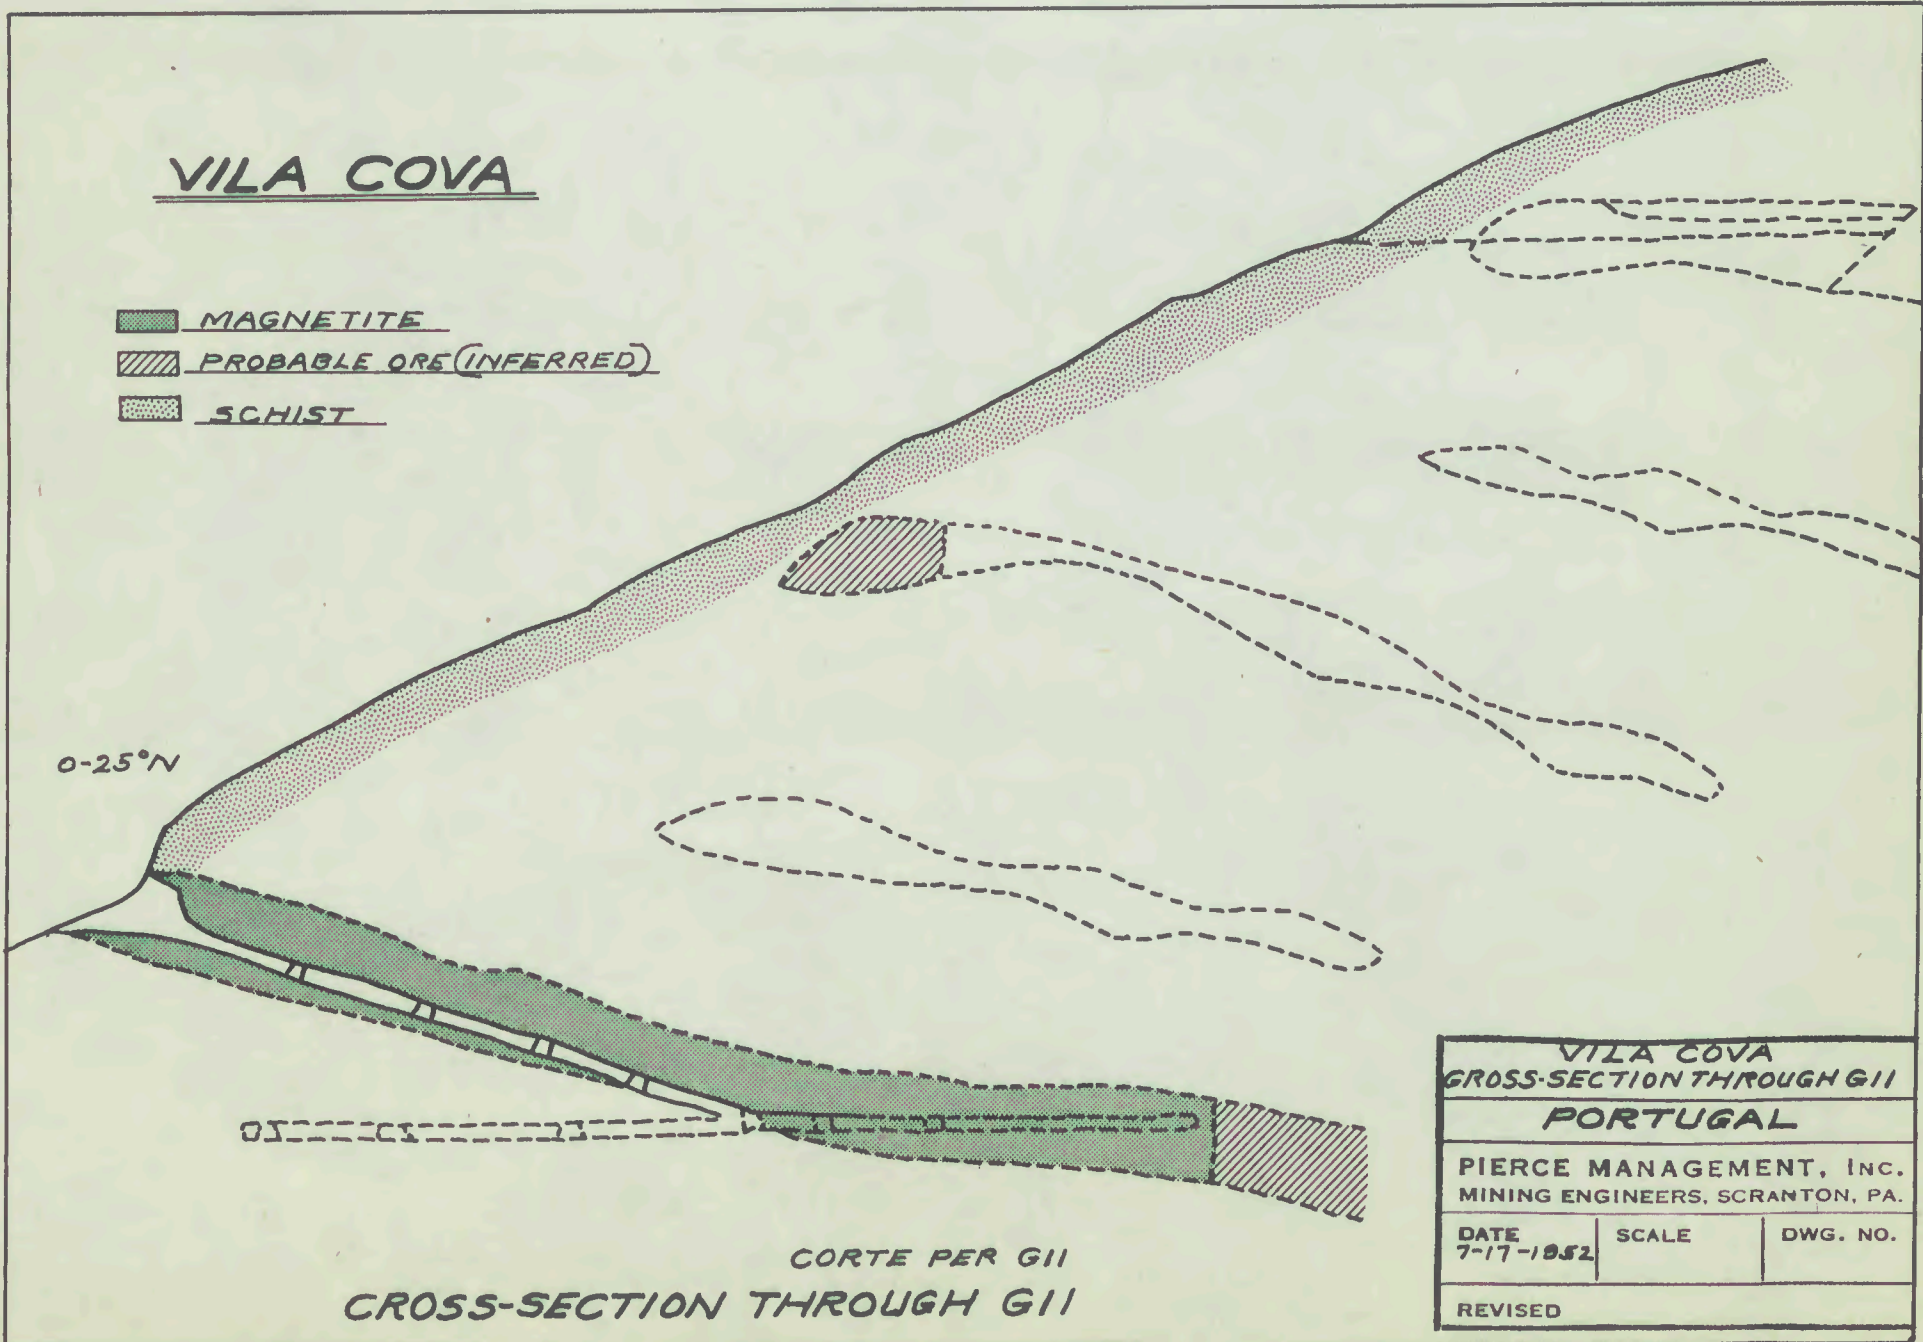 VILA COVA
MAGNETITE
PROBABLE ORE (INFERRED)
SCHIST
0-25°N
CORTE PER G11
CROSS-SECTION THROUGH G11
VILA COVA
CROSS-SECTION THROUGH G11
PORTUGAL
PIERCE MANAGEMENT, INC.
MINING ENGINEERS, SCRANTON, PA.
DATE
7-17-1952
SCALE
DWG. NO.
REVISED